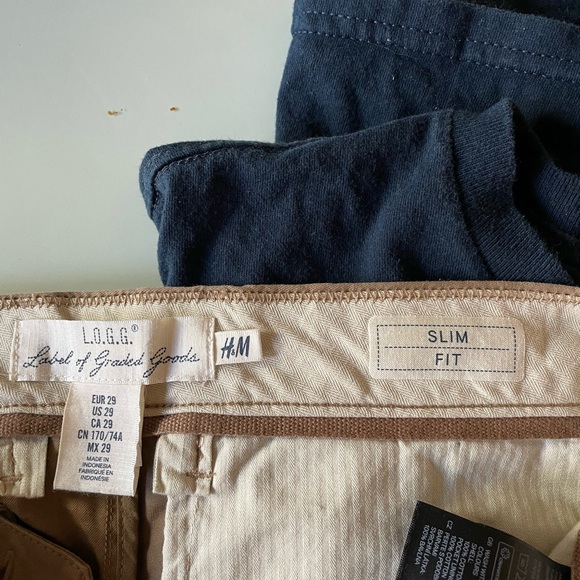 L.O.G.G.®
Label of Graded Goods
H&M
SLIM
FIT
EUR 29
US 29
CA 29
CN 170/74A
MX 29
MADE IN
INDONESIA
FABRIQUÉ EN
INDONÉSIE